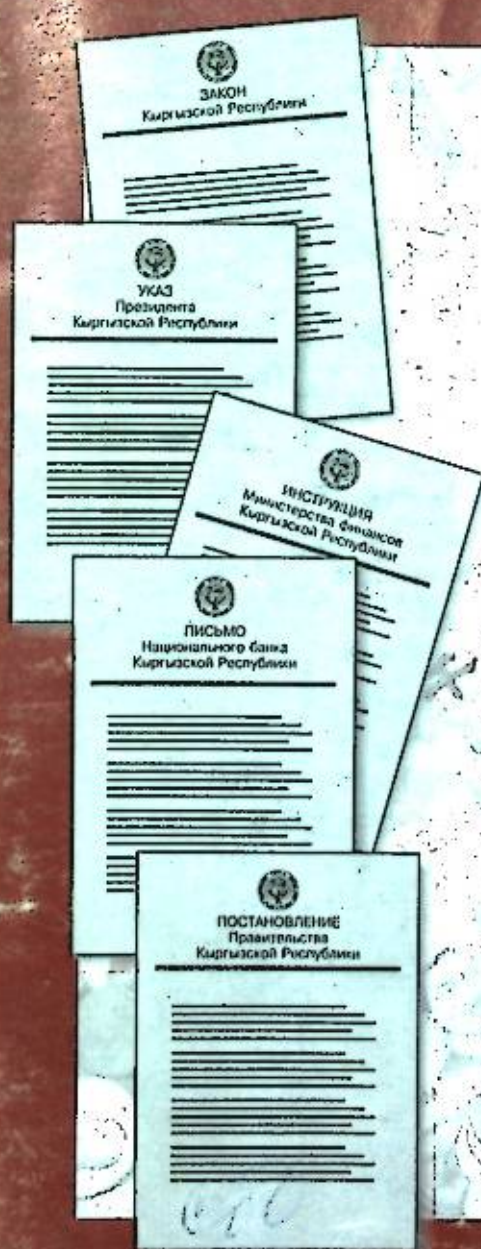 ЗАКОН
Кыргызской Республики
УКАЗ
Президента
Кыргызской Республики
ИНСТРУКЦИЯ
Министерства финансов
Кыргызской Республики
ПИСЬМО
Национального банка
Кыргызской Республики
ПОСТАНОВЛЕНИЕ
Правительства
Кыргызской Республики